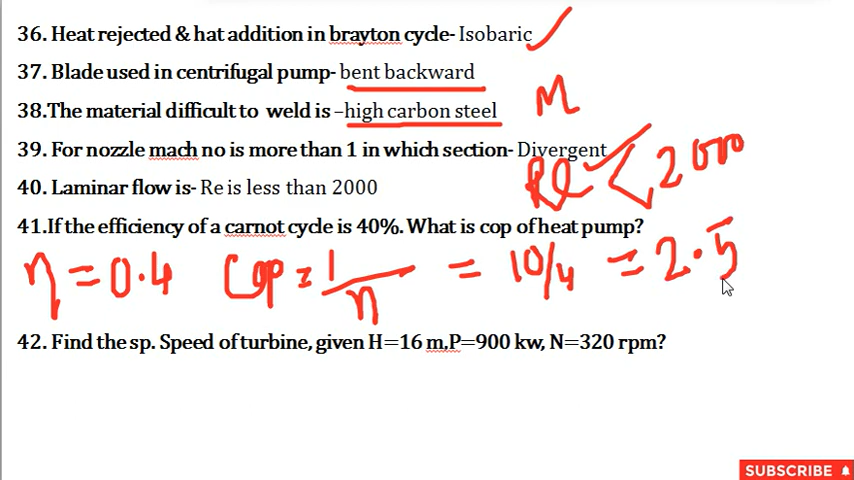 36. Heat rejected & hat addition in brayton cycle- Isobaric
37. Blade used in centrifugal pump- bent backward
38.The material difficult to weld is –high carbon steel
M
39. For nozzle mach no is more than 1 in which section- Divergent
Re < 2000
40. Laminar flow is- Re is less than 2000
41.If the efficiency of a carnot cycle is 40%. What is cop of heat pump?
η = 0.4 Cop = 1/η = 10/4 = 2.5
42. Find the sp. Speed of turbine, given H=16 m,P=900 kw, N=320 rpm?
SUBSCRIBE